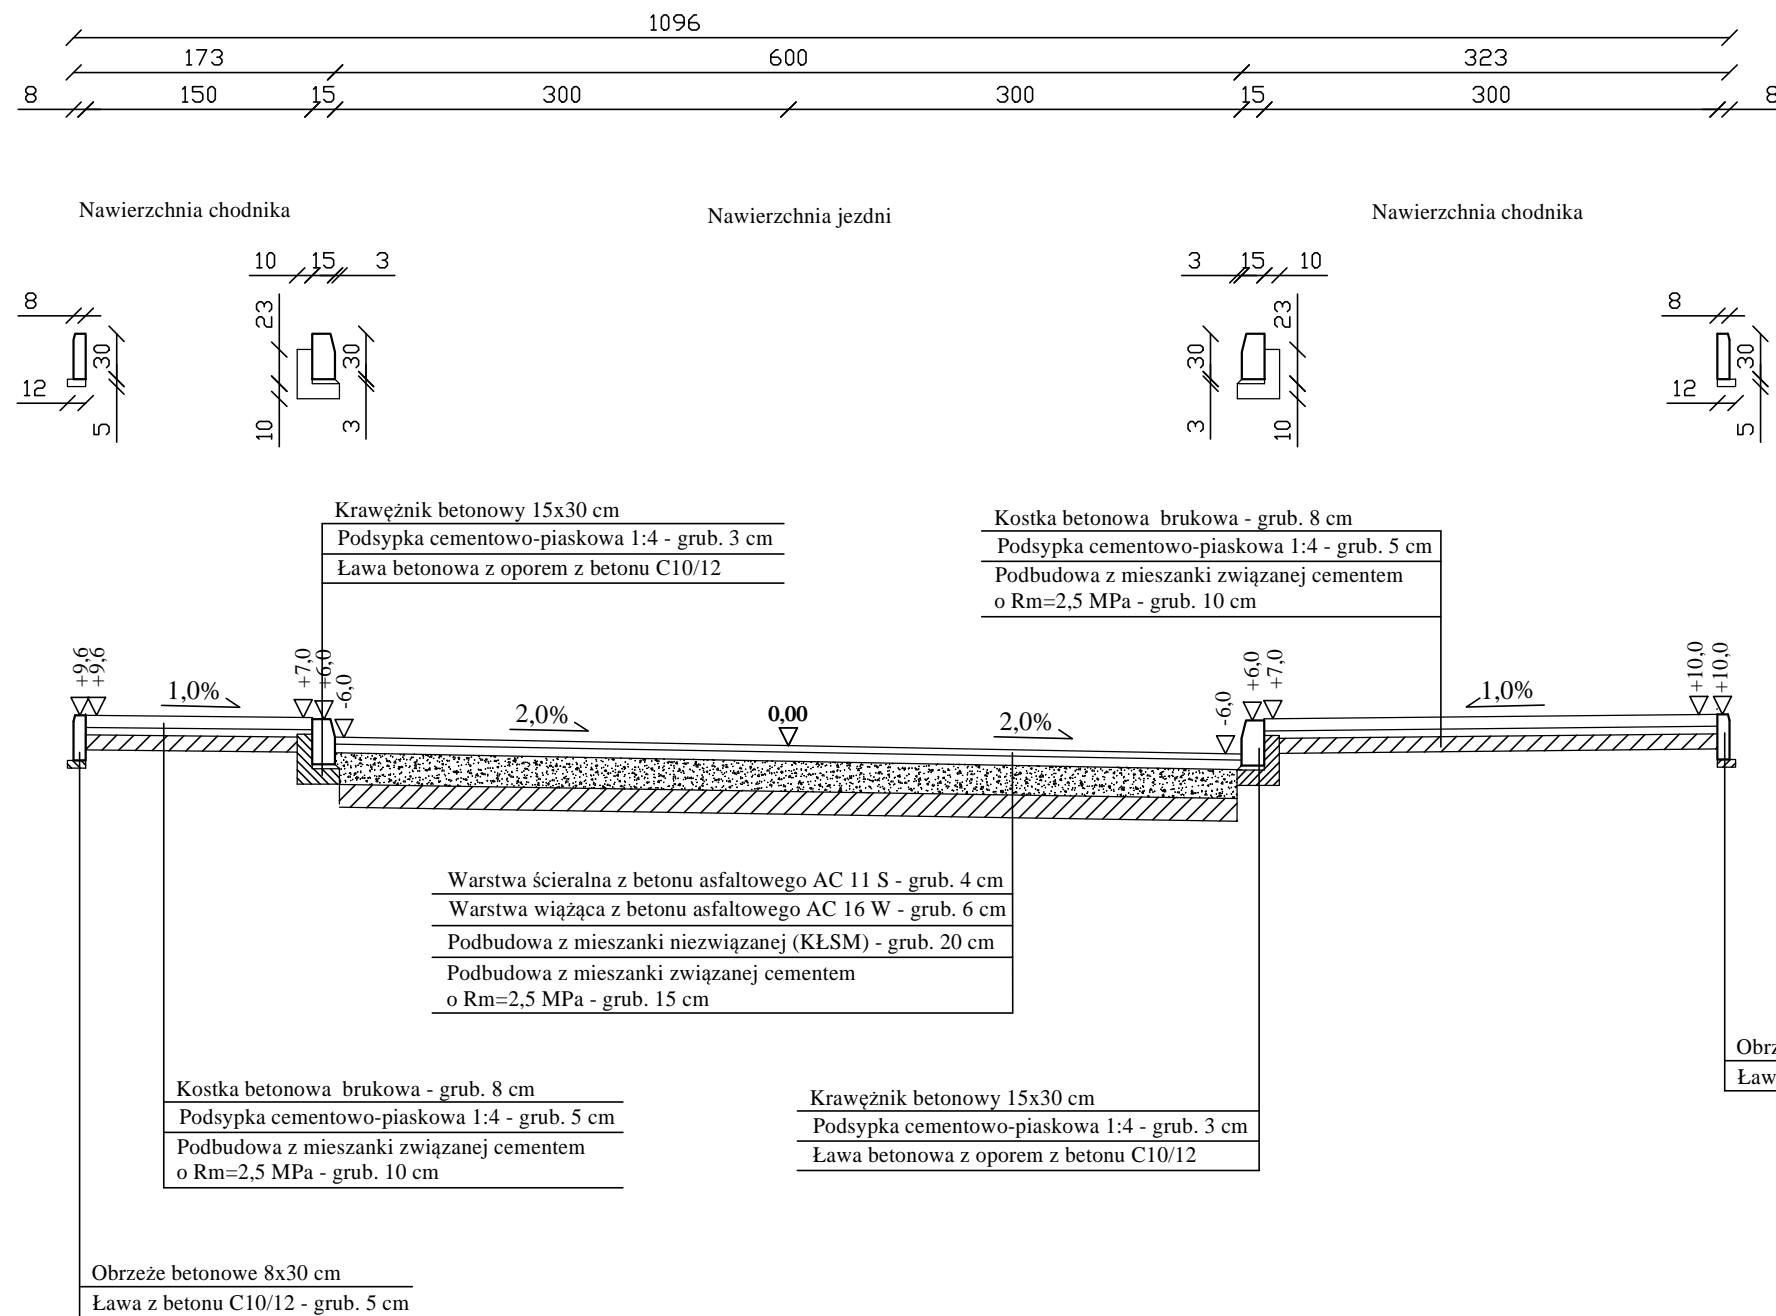 1096
173 600 323
8 150 15 300 300 15 300 8
Nawierzchnia chodnika
Nawierzchnia jezdni
Nawierzchnia chodnika
10 15 3
3 15 10
8
23
30
30
12
5
10
3
30
23
3
10
8
30
12
5
Krawężnik betonowy 15x30 cm
Podsypka cementowo-piaskowa 1:4 - grub. 3 cm
Ława betonowa z oporem z betonu C10/12
Kostka betonowa brukowa - grub. 8 cm
Podsypka cementowo-piaskowa 1:4 - grub. 5 cm
Podbudowa z mieszanki związanej cementem
o Rm=2,5 MPa - grub. 10 cm
+9,6
+9,6
1,0%
+7,0
+6,0
-6,0
2,0%
0,00
2,0%
-6,0
+6,0
+7,0
1,0%
+10,0
+10,0
Warstwa ścieralna z betonu asfaltowego AC 11 S - grub. 4 cm
Warstwa wiążąca z betonu asfaltowego AC 16 W - grub. 6 cm
Podbudowa z mieszanki niezwiązanej (KŁSM) - grub. 20 cm
Podbudowa z mieszanki związanej cementem
o Rm=2,5 MPa - grub. 15 cm
Obrz
Ław
Kostka betonowa brukowa - grub. 8 cm
Podsypka cementowo-piaskowa 1:4 - grub. 5 cm
Podbudowa z mieszanki związanej cementem
o Rm=2,5 MPa - grub. 10 cm
Krawężnik betonowy 15x30 cm
Podsypka cementowo-piaskowa 1:4 - grub. 3 cm
Ława betonowa z oporem z betonu C10/12
Obrzeże betonowe 8x30 cm
Ława z betonu C10/12 - grub. 5 cm